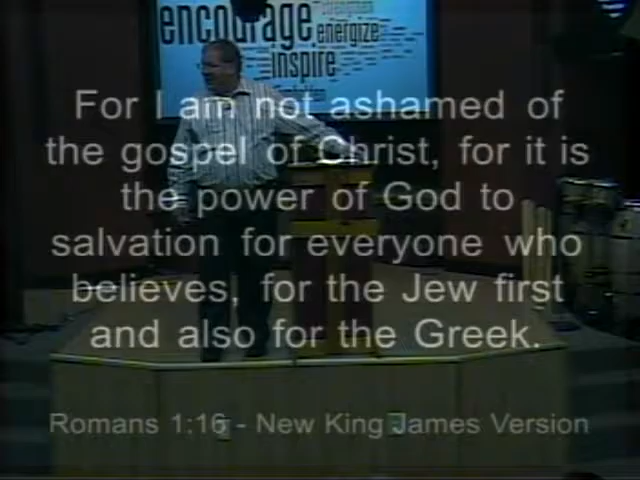 encourage
strengthen
energize
inspire
For I am not ashamed of
the gospel of Christ, for it is
the power of God to
salvation for everyone who
believes, for the Jew first
and also for the Greek.
Romans 1:16 - New King James Version